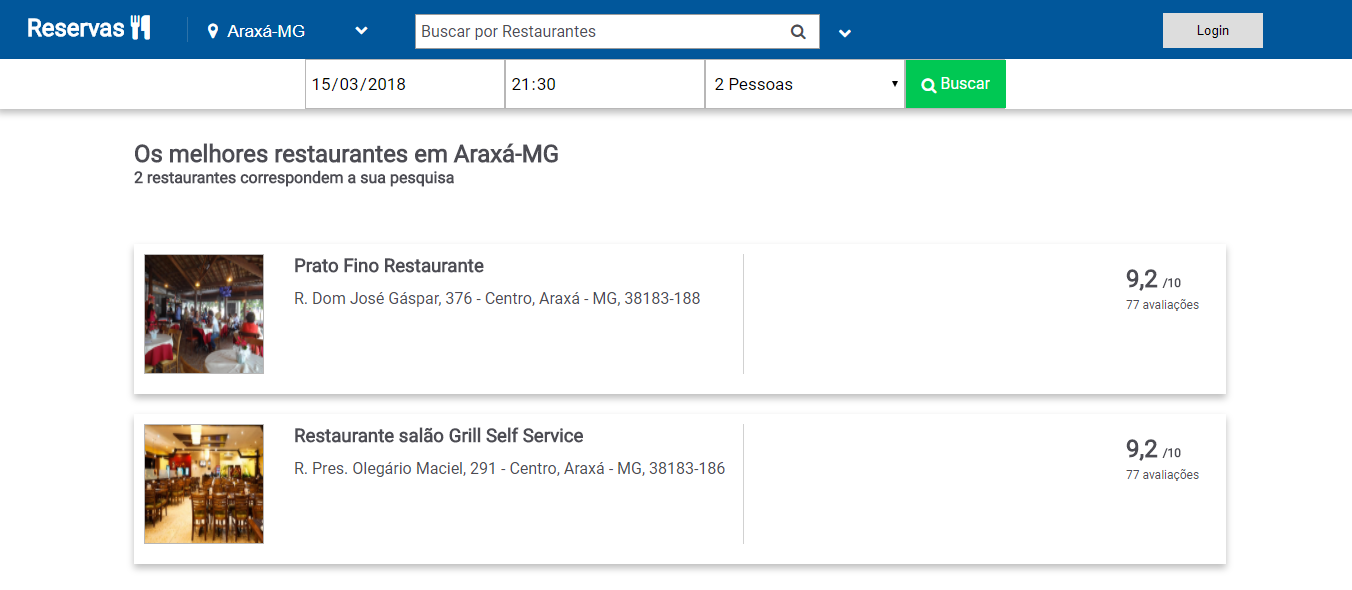 Reservas
Araxá-MG
Buscar por Restaurantes
Login
15/03/2018
21:30
2 Pessoas
Buscar
Os melhores restaurantes em Araxá-MG
2 restaurantes correspondem a sua pesquisa
Prato Fino Restaurante
R. Dom José Gáspar, 376 - Centro, Araxá - MG, 38183-188
9,2 /10
77 avaliações
Restaurante salão Grill Self Service
R. Pres. Olegário Maciel, 291 - Centro, Araxá - MG, 38183-186
9,2 /10
77 avaliações